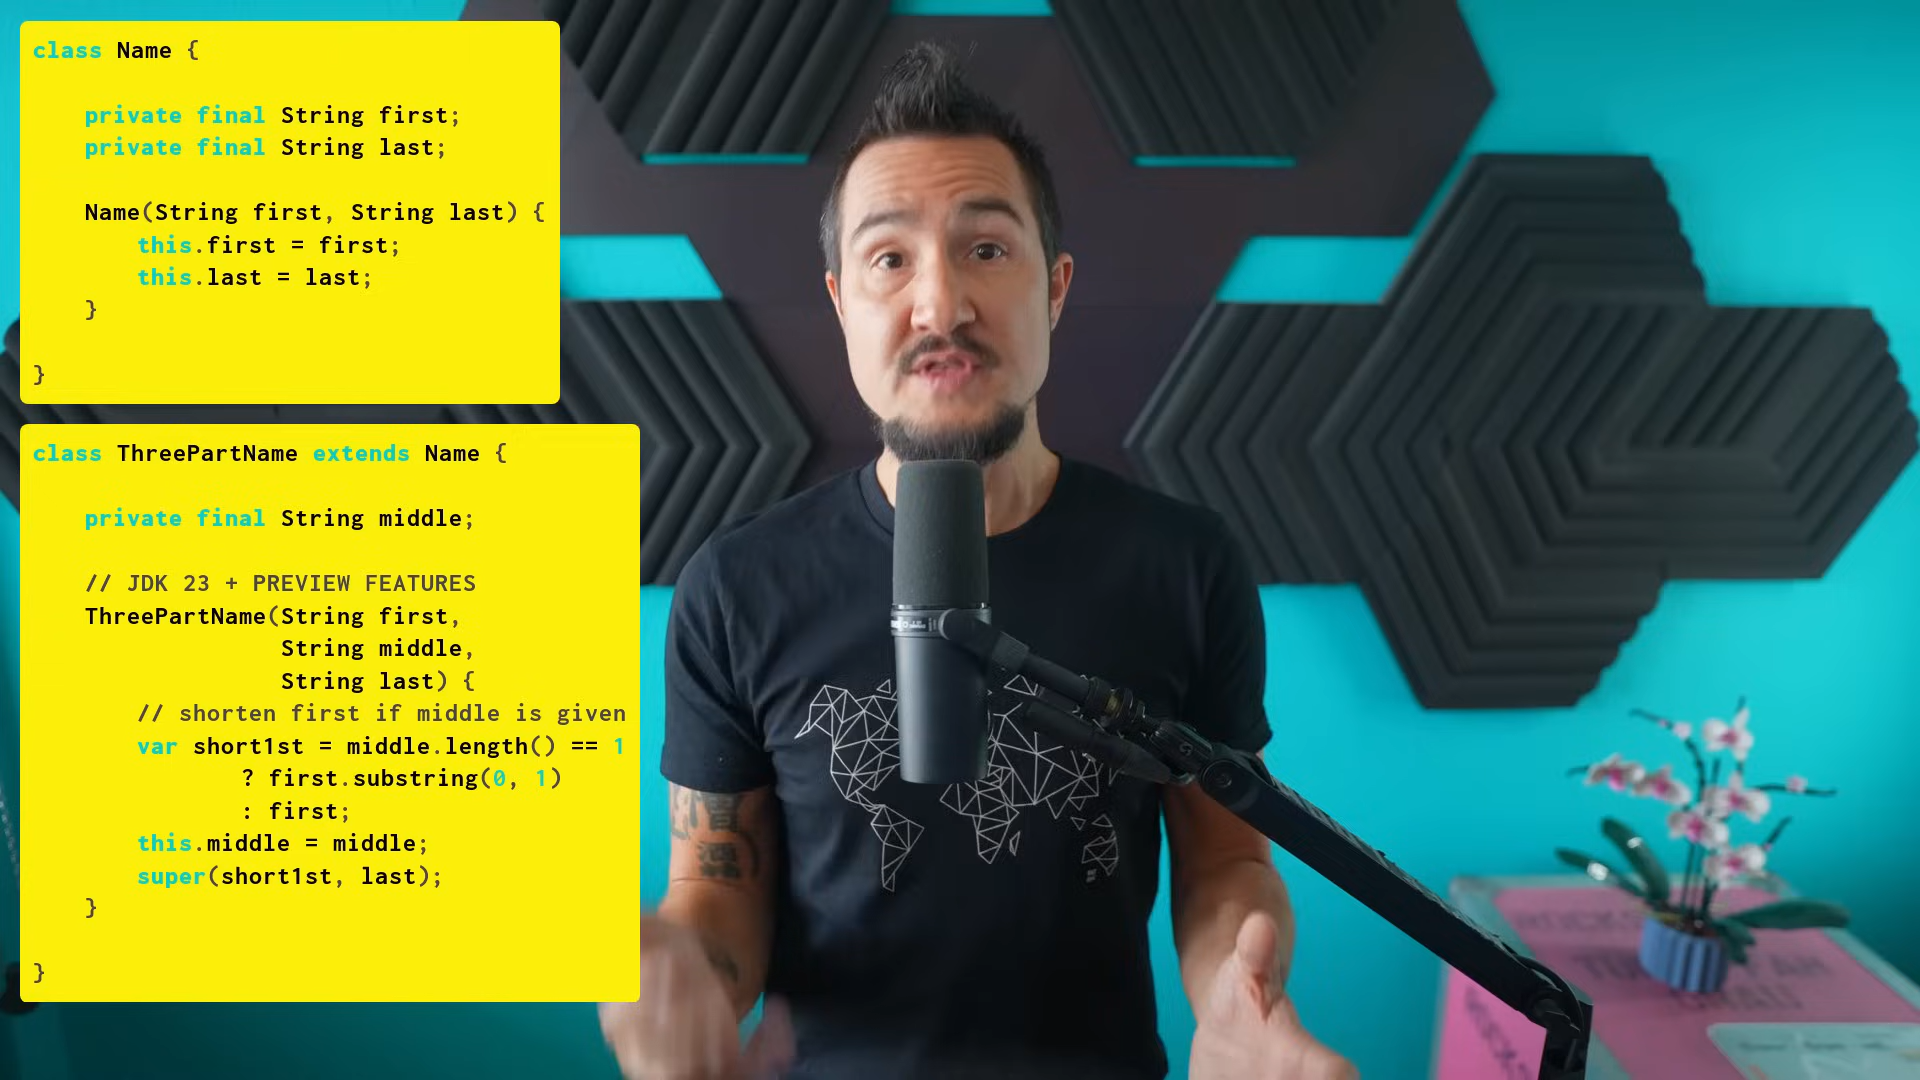 class Name {
private final String first;
private final String last;
Name(String first, String last) {
this.first = first;
this.last = last;
}
}
class ThreePartName extends Name {
private final String middle;
// JDK 23 + PREVIEW FEATURES
ThreePartName(String first,
String middle,
String last) {
// shorten first if middle is given
var short1st = middle.length() == 1
? first.substring(0, 1)
: first;
this.middle = middle;
super(short1st, last);
}
}